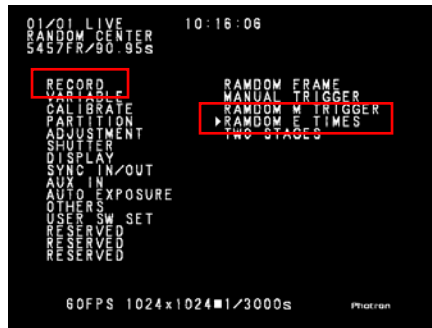 01/01 LIVE 10:16:06
RANDOM CENTER
5457FR/90.95s
RECORD
VARIABLE
CALIBRATE
PARTITION
ADJUSTMENT
SHUTTER
DISPLAY
SYNC IN/OUT
AUX IN
AUTO EXPOSURE
OTHERS
USER SW SET
RESERVED
RESERVED
RESERVED
RAMDOM FRAME
MANUAL TRIGGER
RAMDOM M TRIGGER
▶RAMDOM E TIMES
TWO STAGES
60FPS 1024x1024■1/3000s
Photron